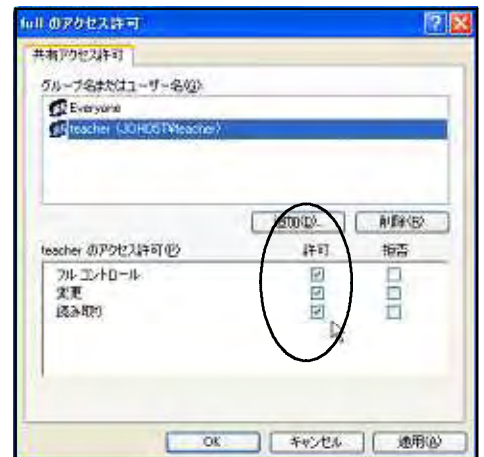 full のアクセス許可
共有アクセス許可
グループ名またはユーザー名(G):
Everyone
teacher (JOHOST¥teacher)
追加(D)... 削除(R)
teacher のアクセス許可(P) 許可 拒否
フル コントロール
変更
読み取り
OK キャンセル 適用(A)